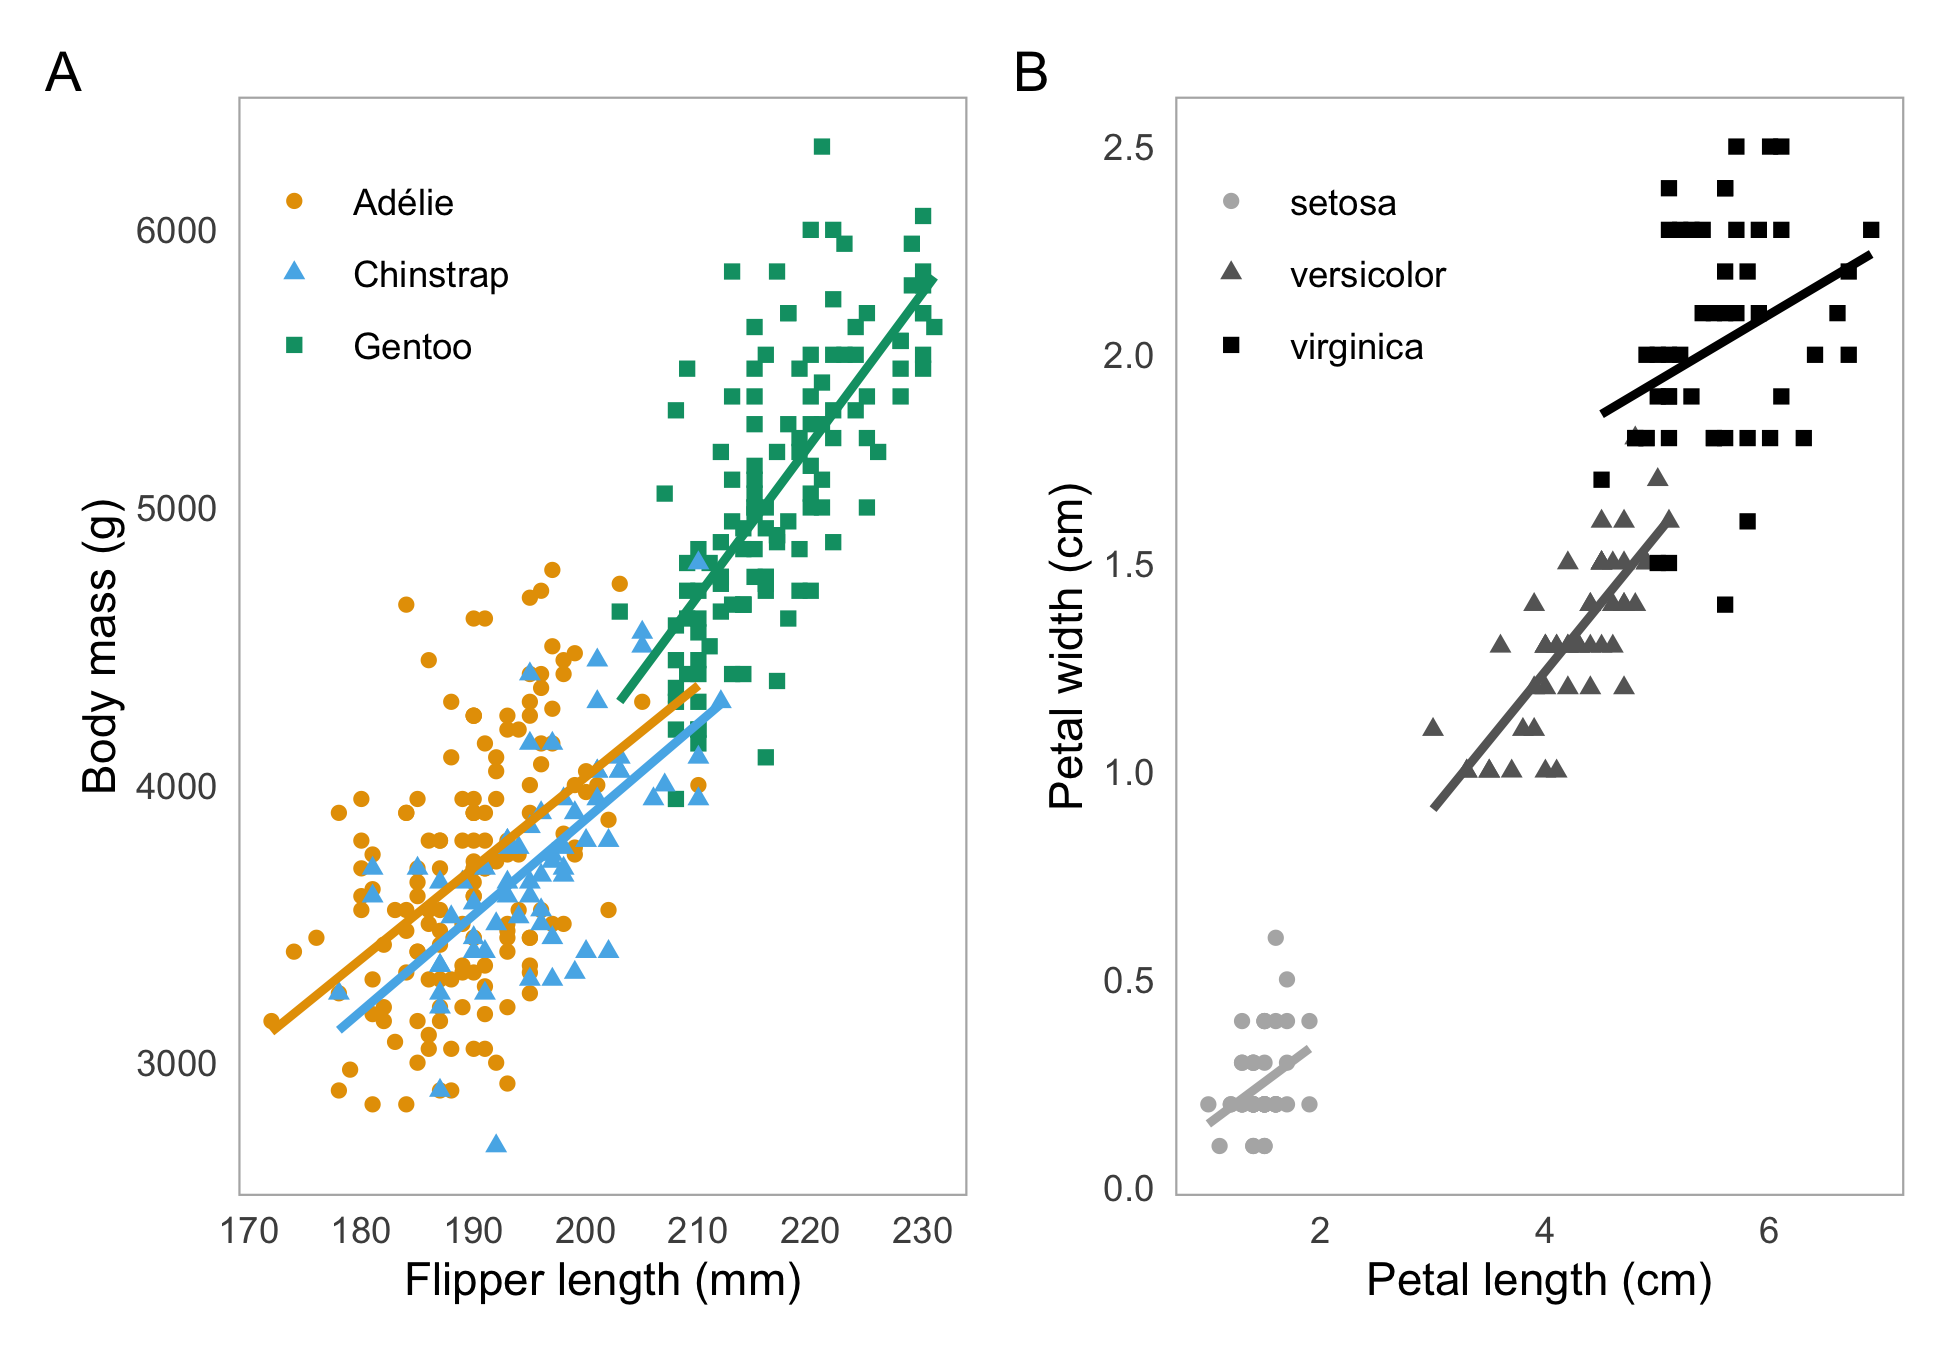 A
Adélie
Chinstrap
Gentoo
6000
5000
4000
3000
Body mass (g)
170 180 190 200 210 220 230
Flipper length (mm)
B
setosa
versicolor
virginica
2.5
2.0
1.5
1.0
0.5
0.0
Petal width (cm)
2 4 6
Petal length (cm)